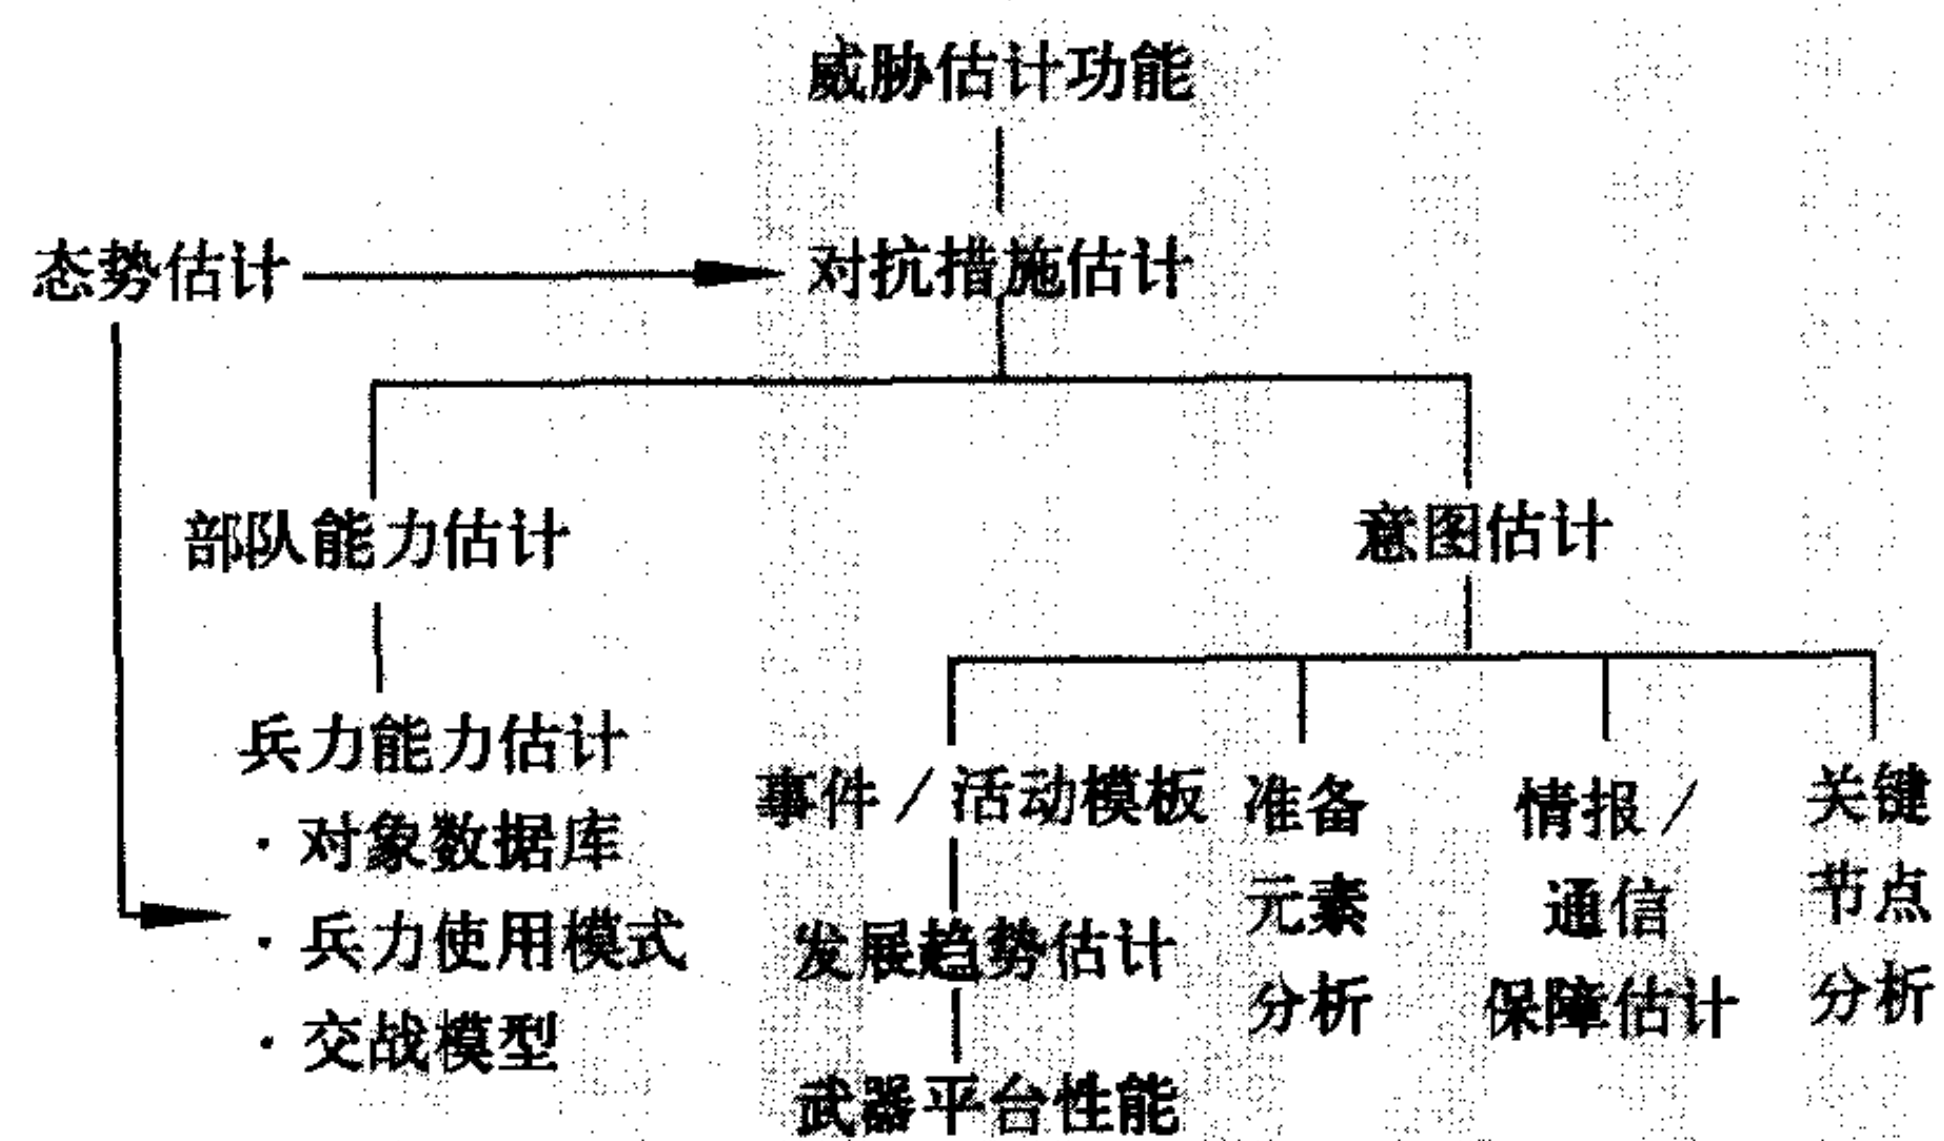 威胁估计功能
态势估计
对抗措施估计
部队能力估计
意图估计
兵力能力估计
·对象数据库
·兵力使用模式
·交战模型
事件／活动模板
发展趋势估计
武器平台性能
准备
元素
分析
情报／
通信
保障估计
关键
节点
分析